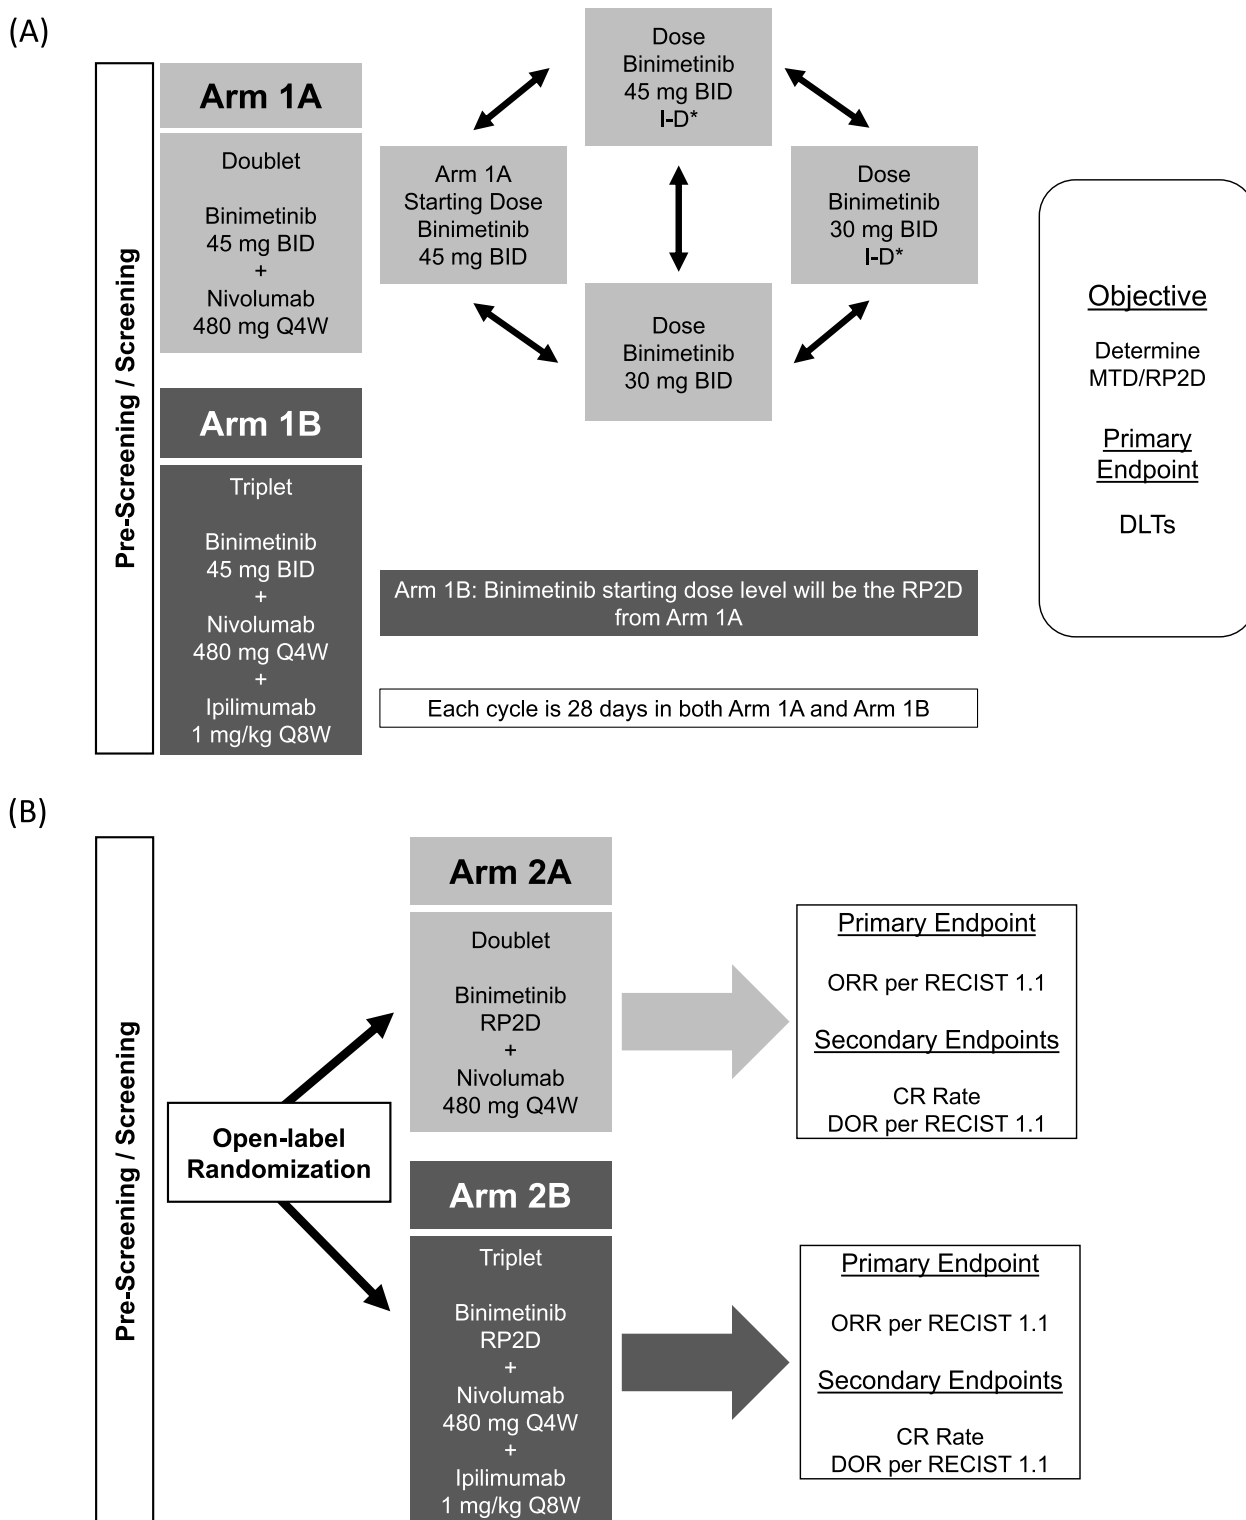 (A)
Pre-Screening / Screening
Arm 1A
Doublet
Binimetinib
45 mg BID
+
Nivolumab
480 mg Q4W
Arm 1A
Starting Dose
Binimetinib
45 mg BID
Dose
Binimetinib
45 mg BID
I-D*
Dose
Binimetinib
30 mg BID
I-D*
Dose
Binimetinib
30 mg BID
Arm 1B
Triplet
Binimetinib
45 mg BID
+
Nivolumab
480 mg Q4W
+
Ipilimumab
1 mg/kg Q8W
Arm 1B: Binimetinib starting dose level will be the RP2D
from Arm 1A
Each cycle is 28 days in both Arm 1A and Arm 1B
Objective
Determine
MTD/RP2D
Primary
Endpoint
DLTs
(B)
Pre-Screening / Screening
Open-label
Randomization
Arm 2A
Doublet
Binimetinib
RP2D
+
Nivolumab
480 mg Q4W
Primary Endpoint
ORR per RECIST 1.1
Secondary Endpoints
CR Rate
DOR per RECIST 1.1
Arm 2B
Triplet
Binimetinib
RP2D
+
Nivolumab
480 mg Q4W
+
Ipilimumab
1 mg/kg Q8W
Primary Endpoint
ORR per RECIST 1.1
Secondary Endpoints
CR Rate
DOR per RECIST 1.1